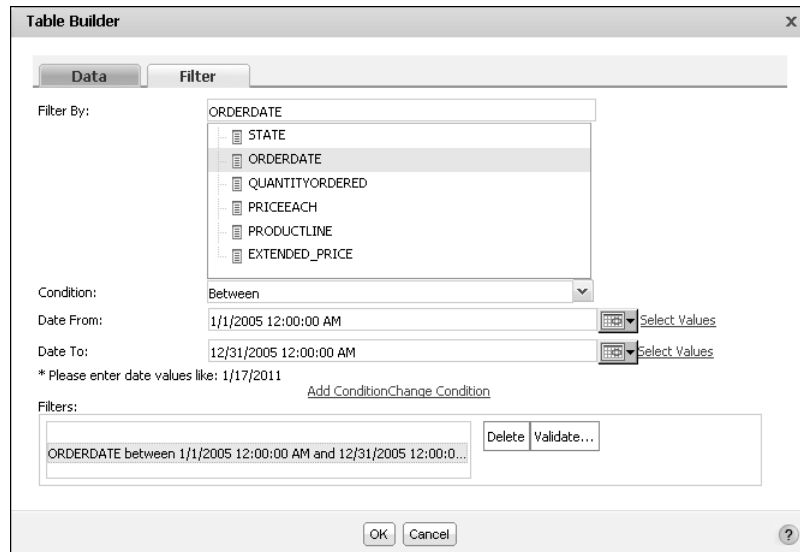 Table Builder x
Data Filter
Filter By: ORDERDATE
STATE
ORDERDATE
QUANTITYORDERED
PRICEEACH
PRODUCTLINE
EXTENDED_PRICE
Condition: Between
Date From: 1/1/2005 12:00:00 AM Select Values
Date To: 12/31/2005 12:00:00 AM Select Values
* Please enter date values like: 1/17/2011
Add ConditionChange Condition
Filters:
Delete Validate...
ORDERDATE between 1/1/2005 12:00:00 AM and 12/31/2005 12:00:0...
OK Cancel ?